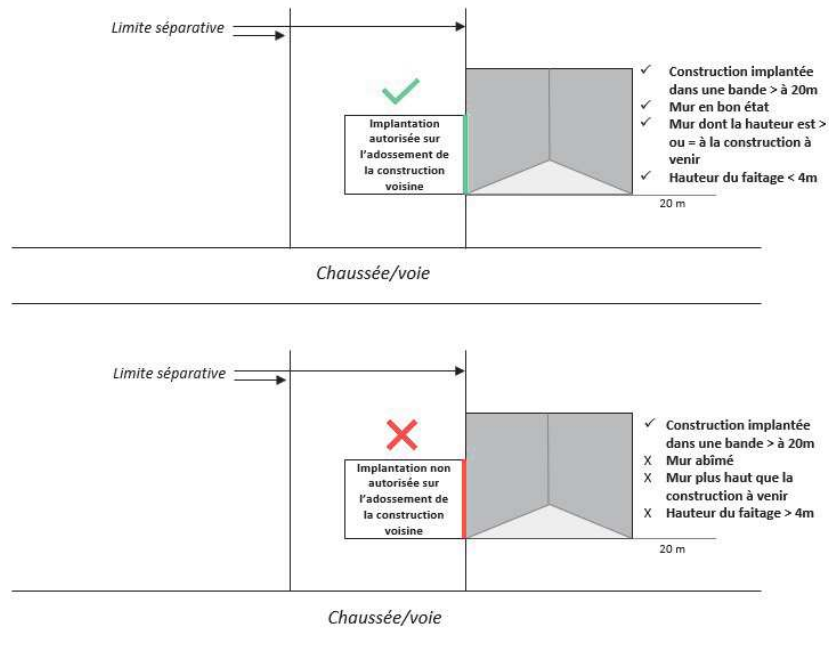 Limite séparative
✓ Construction implantée
dans une bande > à 20m
✓ Mur en bon état
✓ Mur dont la hauteur est >
ou = à la construction à
venir
✓ Hauteur du faitage < 4m
Implantation
autorisée sur
l'adossement de
la construction
voisine
20 m
Chaussée/voie
Limite séparative
✓ Construction implantée
dans une bande > à 20m
X Mur abîmé
X Mur plus haut que la
construction à venir
X Hauteur du faitage > 4m
Implantation non
autorisée sur
l'adossement de
la construction
voisine
20 m
Chaussée/voie